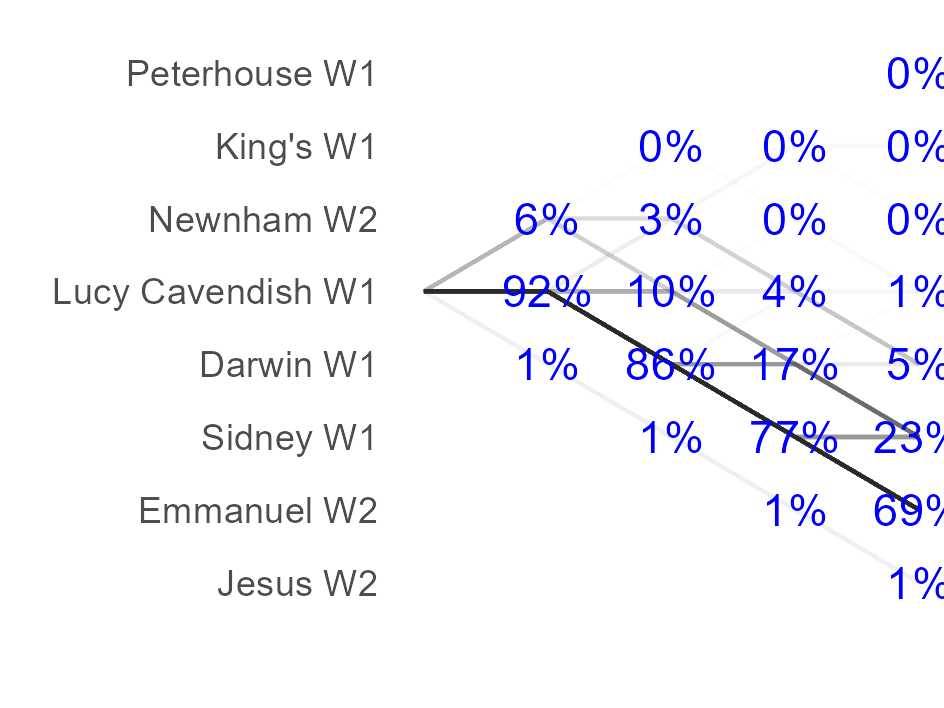 Peterhouse W1 0%
King's W1 0% 0% 0%
Newnham W2 6% 3% 0% 0%
Lucy Cavendish W1 92% 10% 4% 1%
Darwin W1 1% 86% 17% 5%
Sidney W1 1% 77% 23%
Emmanuel W2 1% 69%
Jesus W2 1%